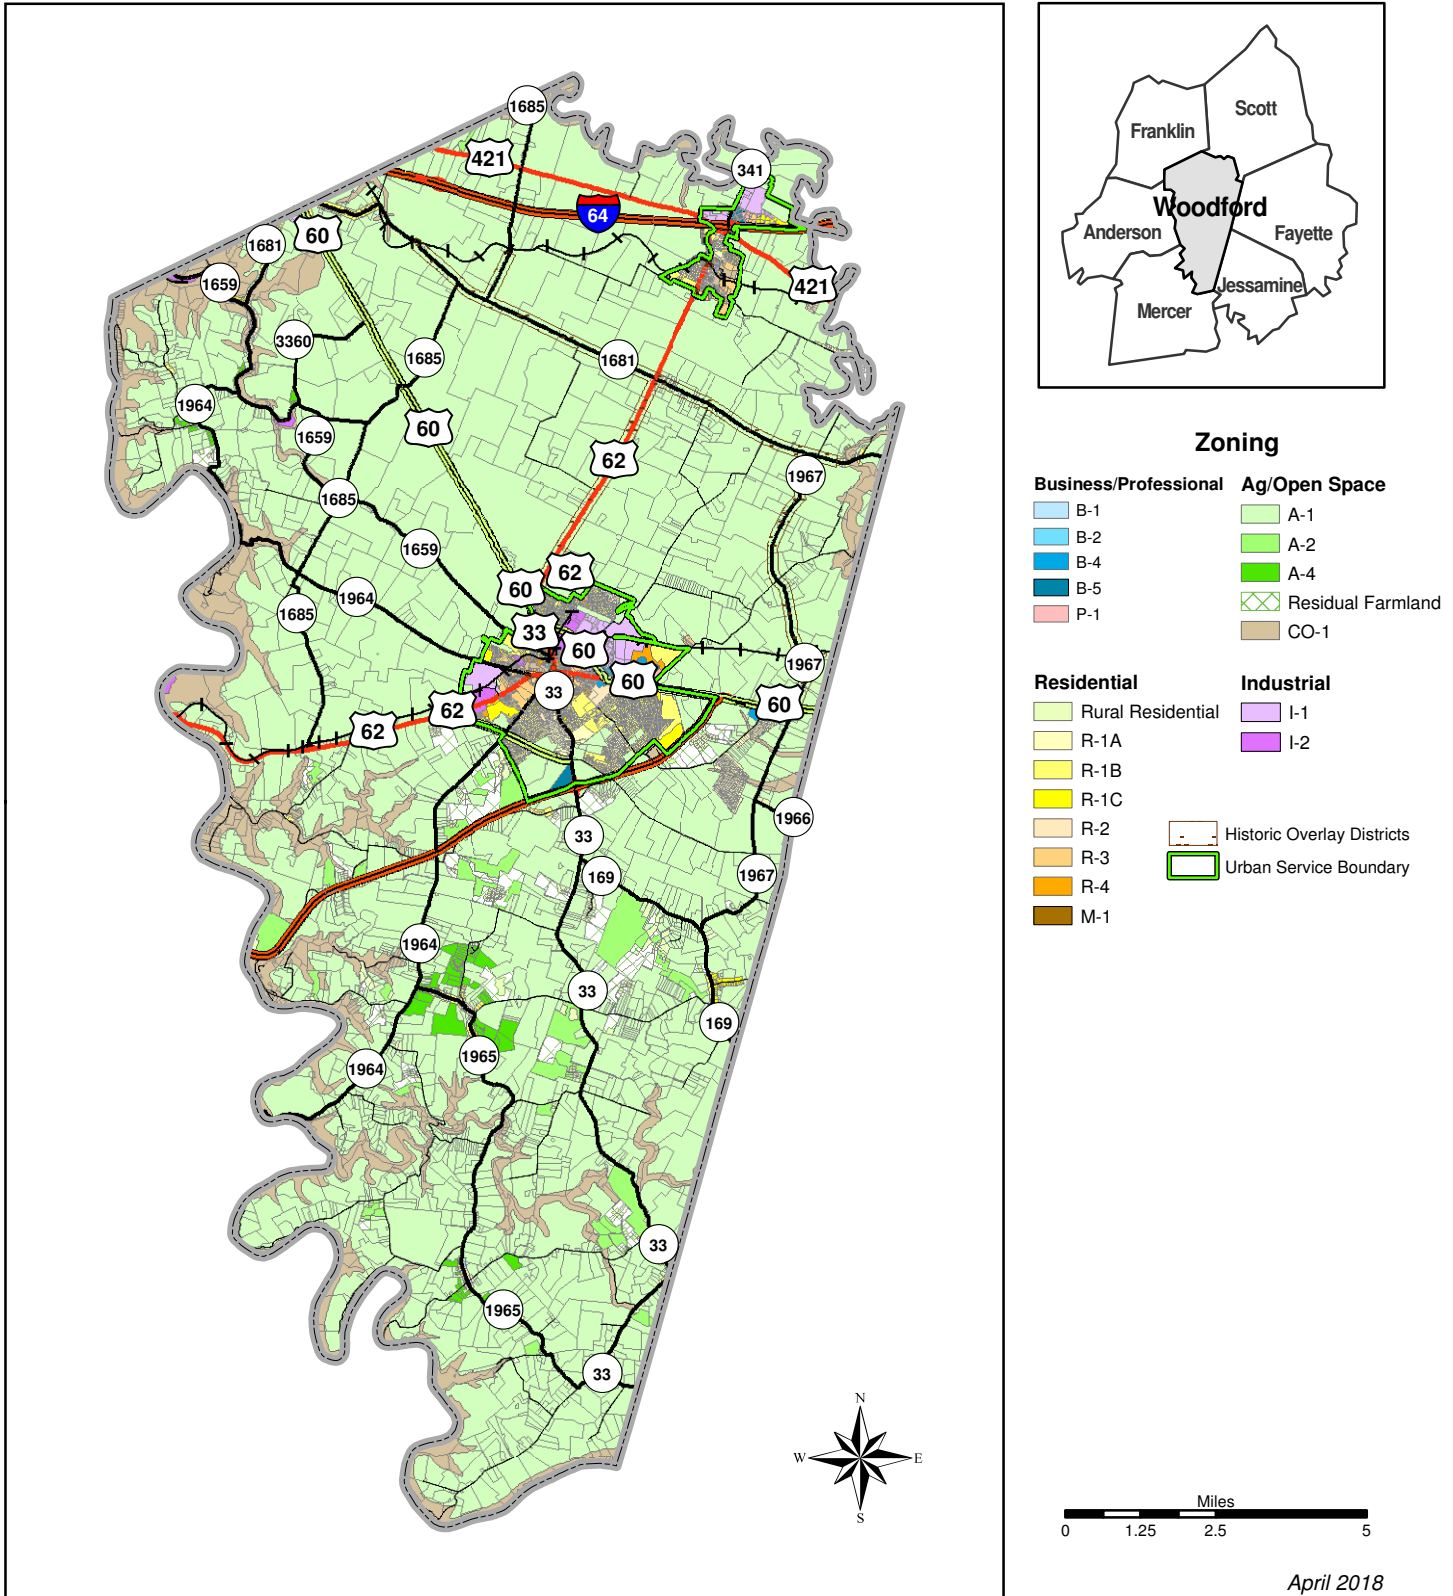 1685
421
341
64
60
1681
1659
421
3360
1685
1681
1964
60
1659
62
1967
1685
1659
62
60
1964
1685
33
60
1967
60
33
60
62
62
1966
33
169
1967
1964
33
169
1965
1964
33
1965
33
N
W
E
S
Scott
Franklin
Woodford
Anderson
Fayette
Jessamine
Mercer
Zoning
Business/Professional
B-1
B-2
B-4
B-5
P-1
Ag/Open Space
A-1
A-2
A-4
Residual Farmland
CO-1
Residential
Rural Residential
R-1A
R-1B
R-1C
R-2
R-3
R-4
M-1
Industrial
I-1
I-2
Historic Overlay Districts
Urban Service Boundary
Miles
0 1.25 2.5 5
April 2018